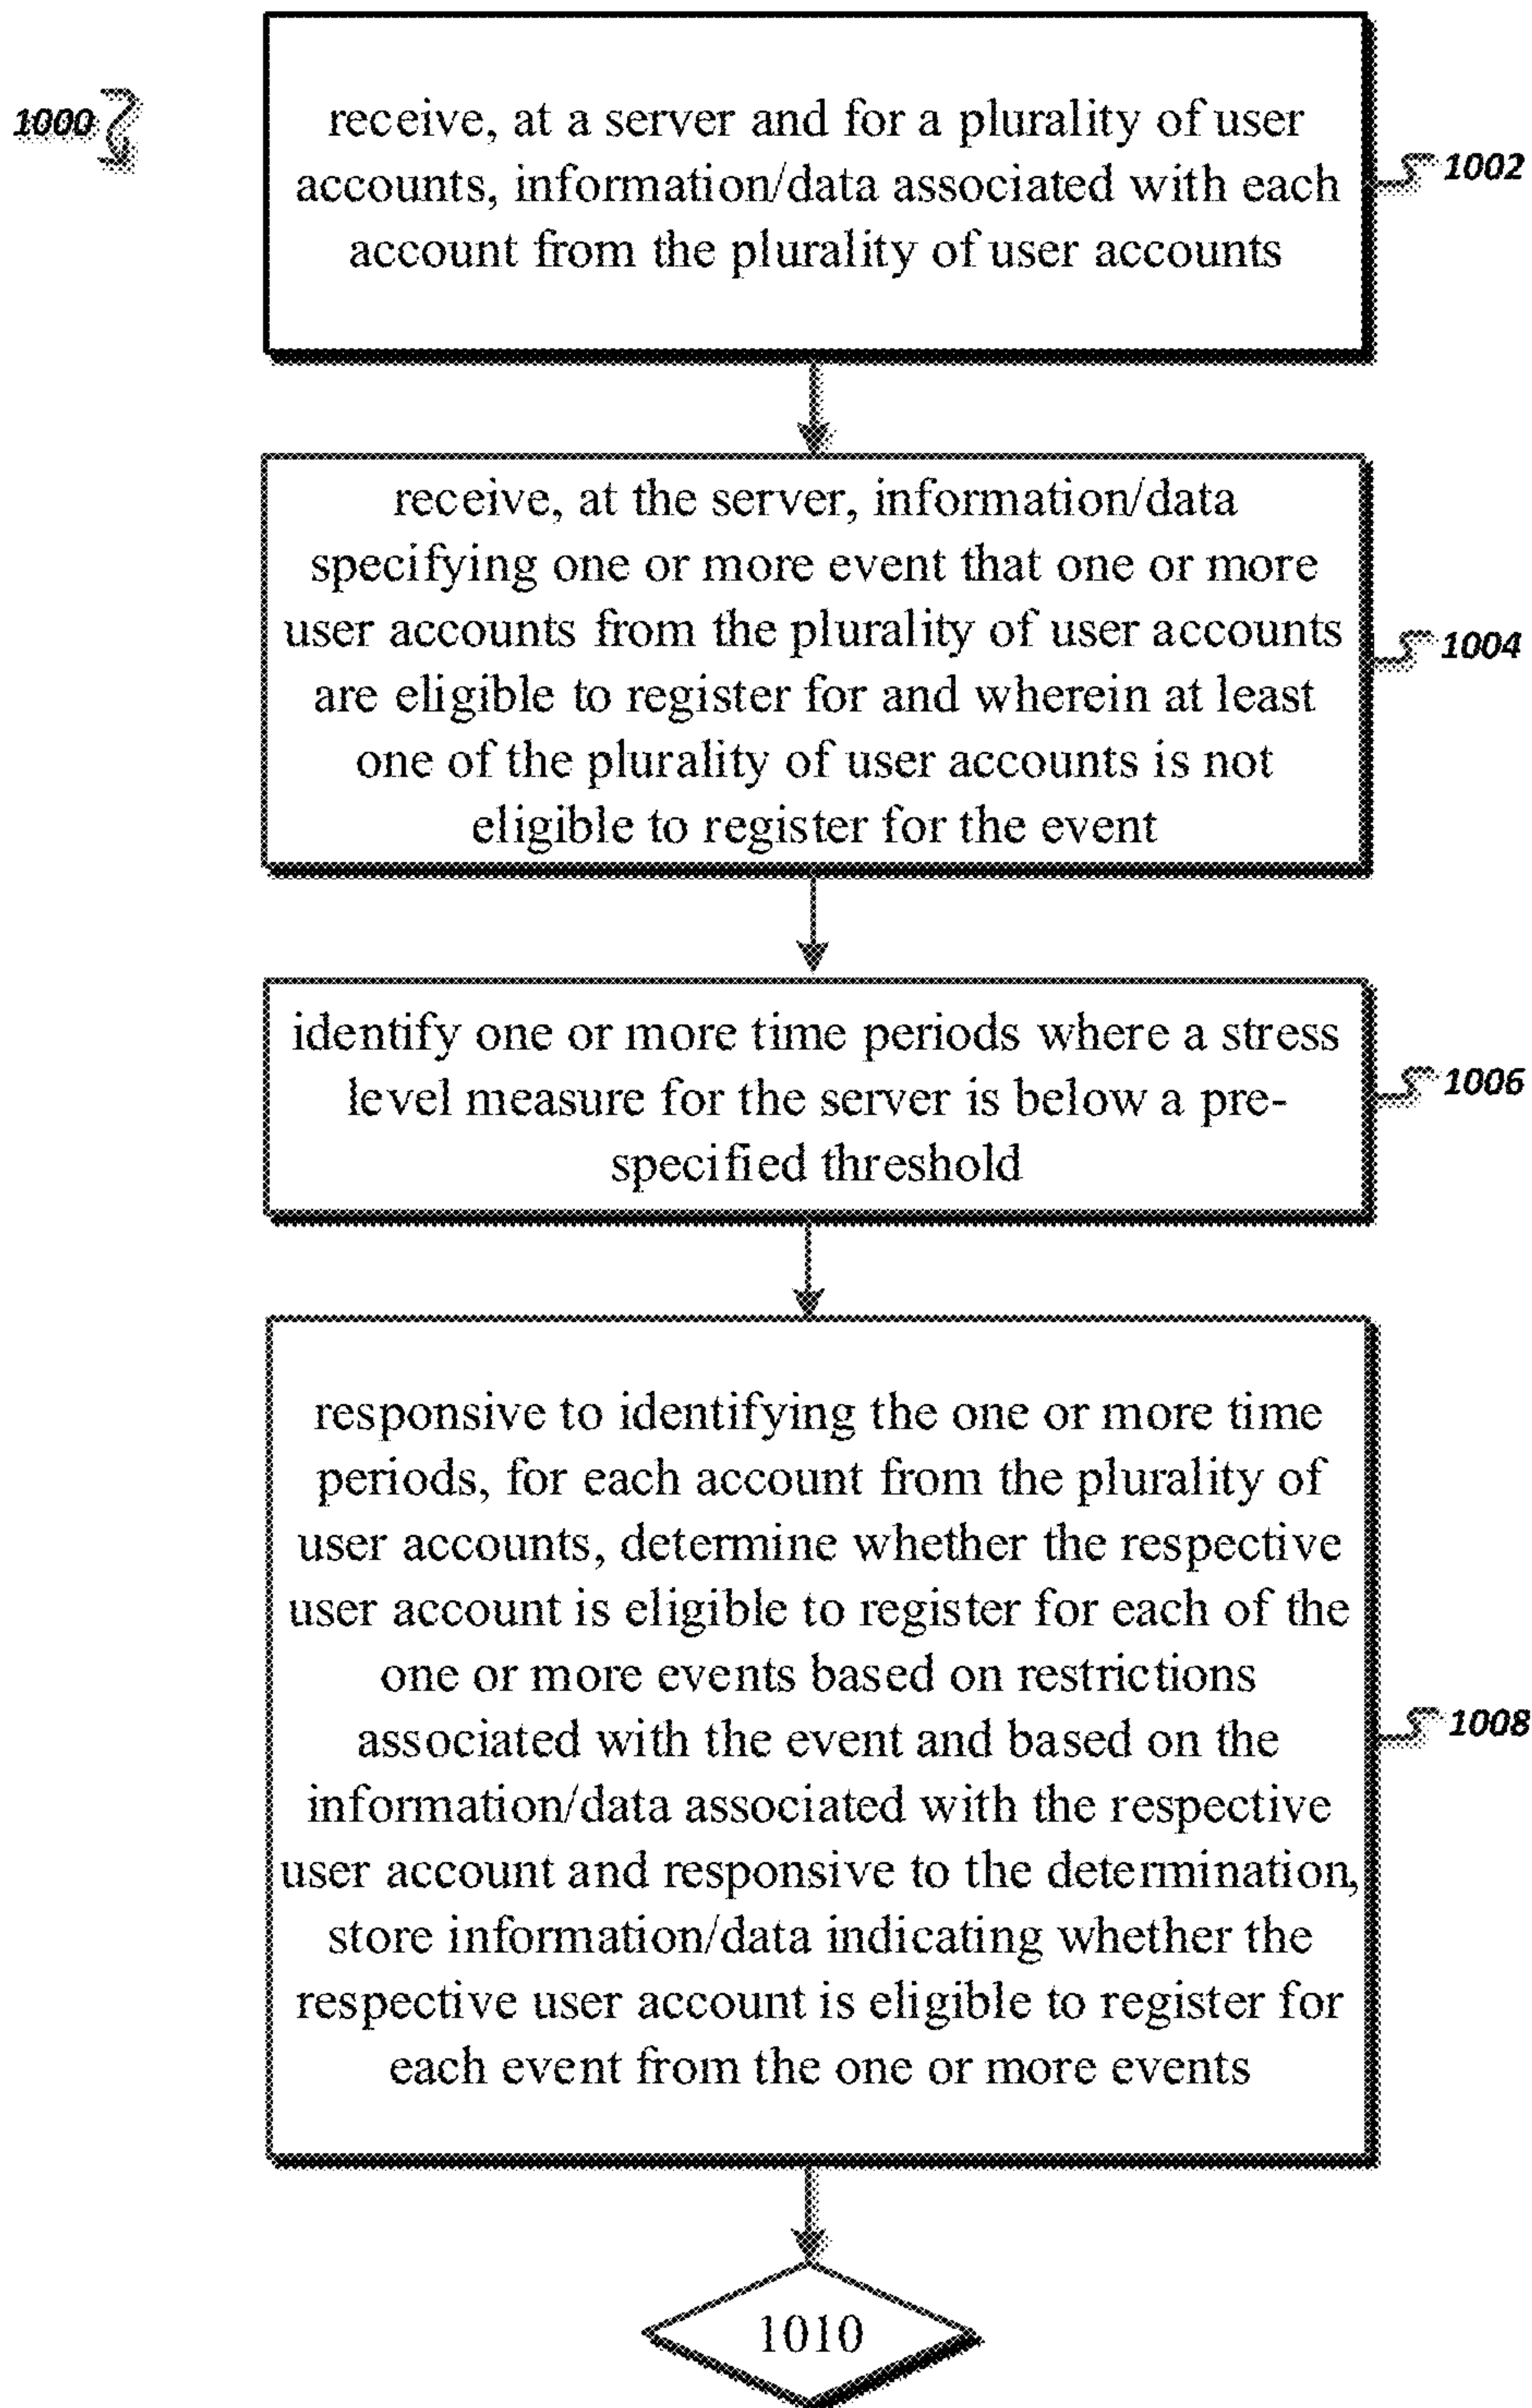 1000
receive, at a server and for a plurality of user
accounts, information/data associated with each
account from the plurality of user accounts
1002
receive, at the server, information/data
specifying one or more event that one or more
user accounts from the plurality of user accounts
are eligible to register for and wherein at least
one of the plurality of user accounts is not
eligible to register for the event
1004
identify one or more time periods where a stress
level measure for the server is below a pre-
specified threshold
1006
responsive to identifying the one or more time
periods, for each account from the plurality of
user accounts, determine whether the respective
user account is eligible to register for each of the
one or more events based on restrictions
associated with the event and based on the
information/data associated with the respective
user account and responsive to the determination,
store information/data indicating whether the
respective user account is eligible to register for
each event from the one or more events
1008
1010